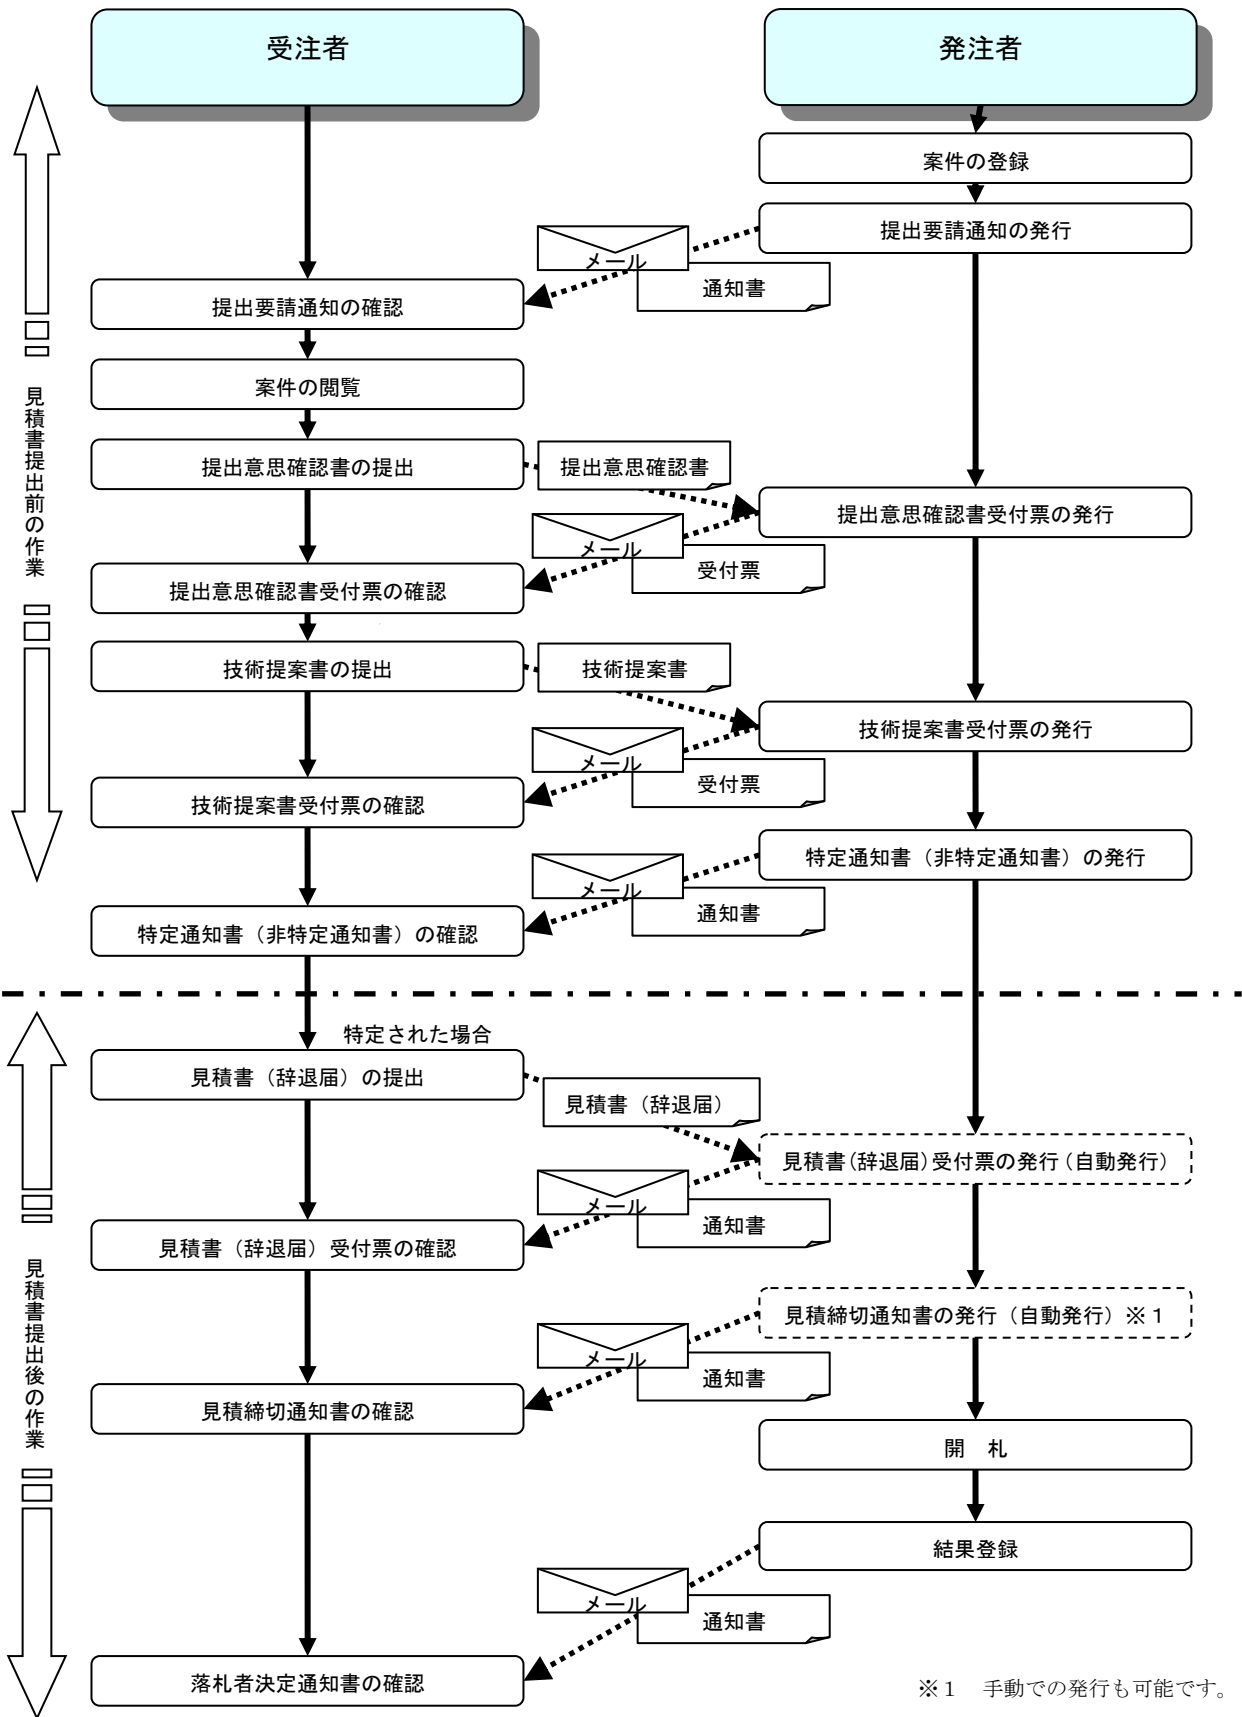 受注者
発注者
案件の登録
提出要請通知の発行
メール
通知書
提出要請通知の確認
案件の閲覧
見積書提出前の作業
提出意思確認書の提出
提出意思確認書
提出意思確認書受付票の発行
メール
受付票
提出意思確認書受付票の確認
技術提案書の提出
技術提案書
技術提案書受付票の発行
メール
受付票
技術提案書受付票の確認
特定通知書（非特定通知書）の発行
メール
通知書
特定通知書（非特定通知書）の確認
特定された場合
見積書（辞退届）の提出
見積書（辞退届）
見積書(辞退届)受付票の発行(自動発行)
メール
通知書
見積書（辞退届）受付票の確認
見積書提出後の作業
見積締切通知書の発行（自動発行）※１
メール
通知書
見積締切通知書の確認
開　札
結果登録
メール
通知書
落札者決定通知書の確認
※１　手動での発行も可能です。